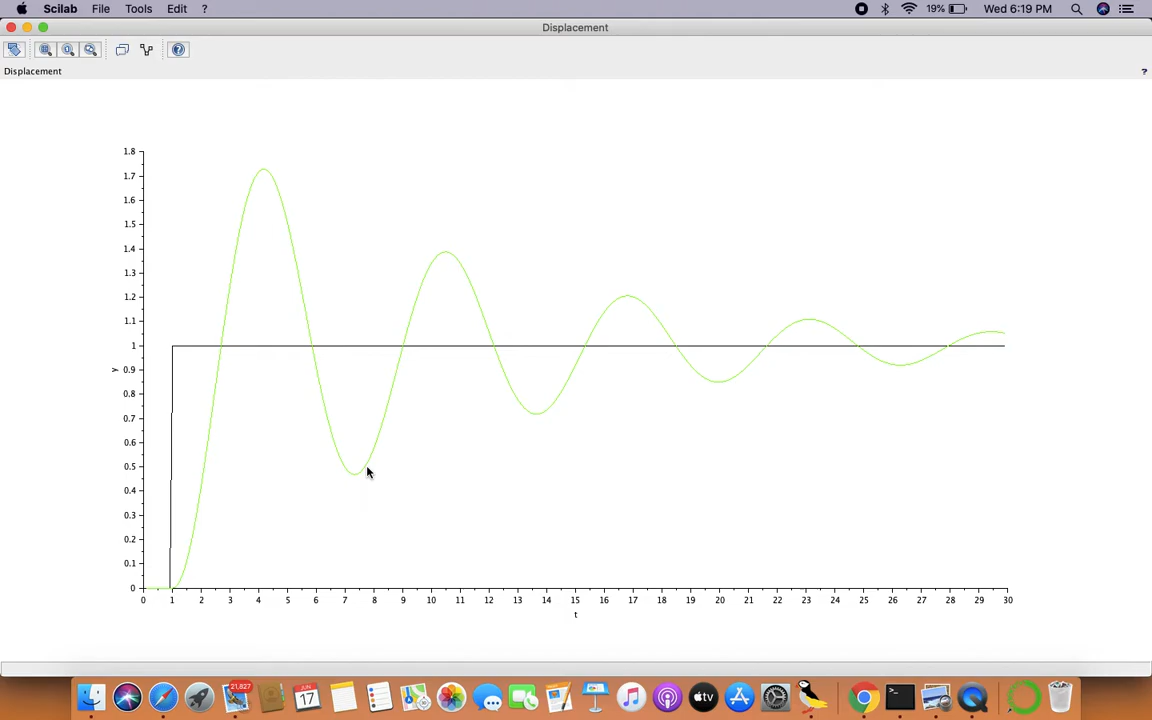 Scilab File Tools Edit ? 19% Wed 6:19 PM
Displacement
Displacement ?
1.8
1.7
1.6
1.5
1.4
1.3
1.2
1.1
1
y
0.9
0.8
0.7
0.6
0.5
0.4
0.3
0.2
0.1
0
0 1 2 3 4 5 6 7 8 9 10 11 12 13 14 15 16 17 18 19 20 21 22 23 24 25 26 27 28 29 30
t
21,827
JUN
17
tv